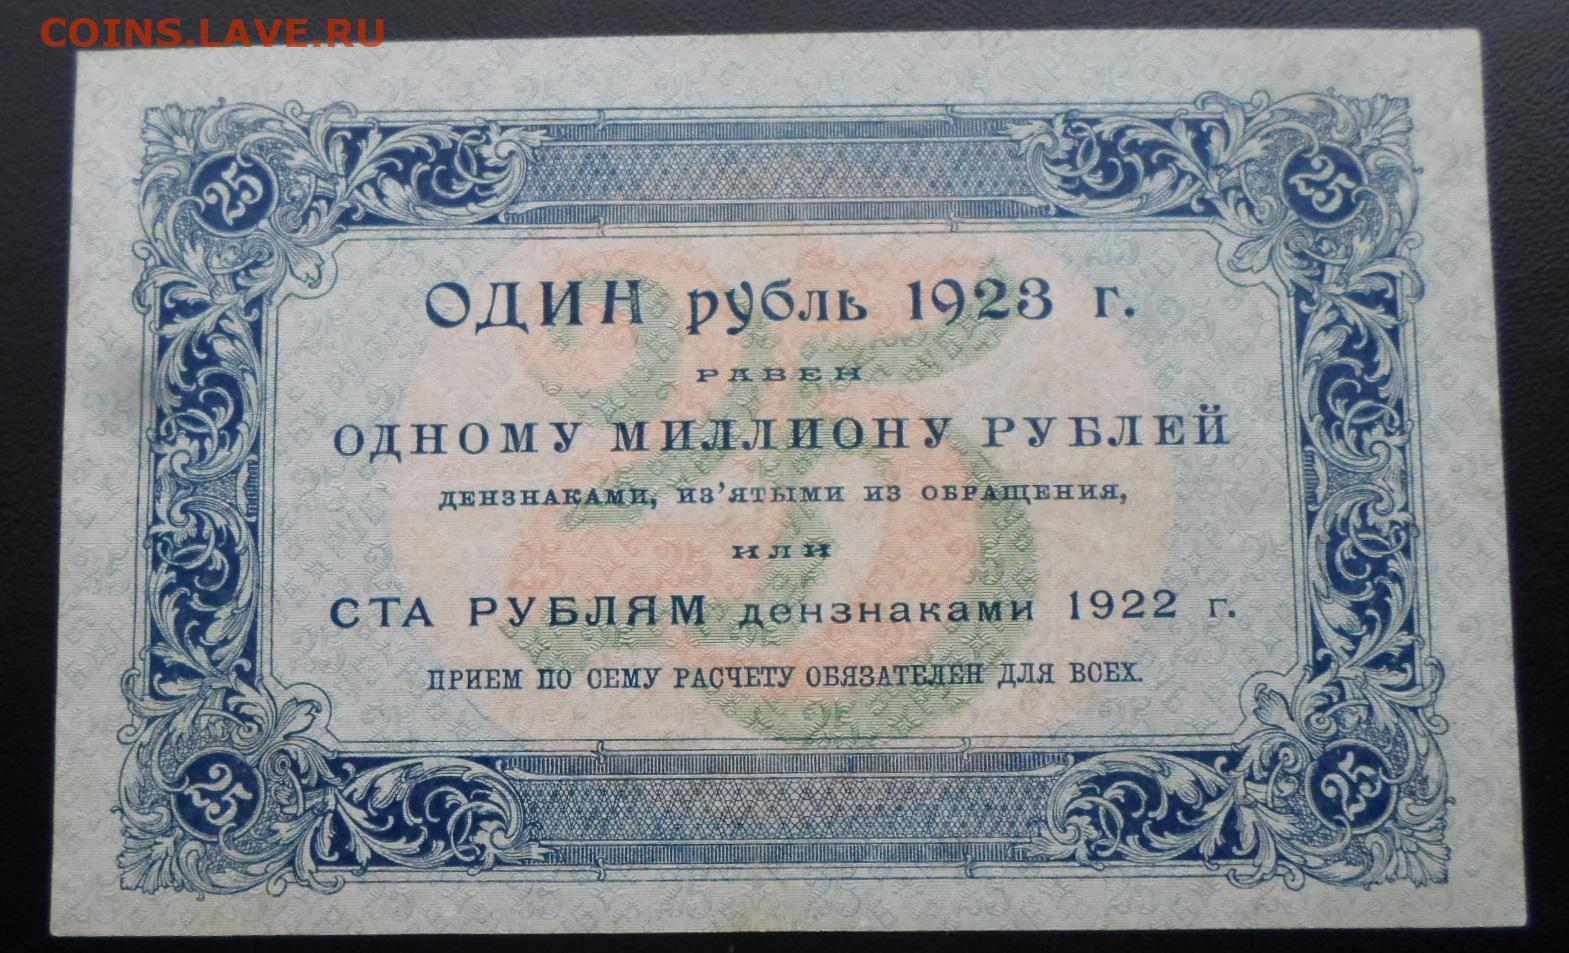 COINS.LAVE.RU
25 25
25
ОДИН рубль 1923 г.
РАВЕН
ОДНОМУ МИЛЛИОНУ РУБЛЕЙ
ДЕНЗНАКАМИ, ИЗ'ЯТЫМИ ИЗ ОБРАЩЕНИЯ,
ИЛИ
СТА РУБЛЯМ дензнаками 1922 г.
ПРИЕМ ПО СЕМУ РАСЧЕТУ ОБЯЗАТЕЛЕН ДЛЯ ВСЕХ.
25 25